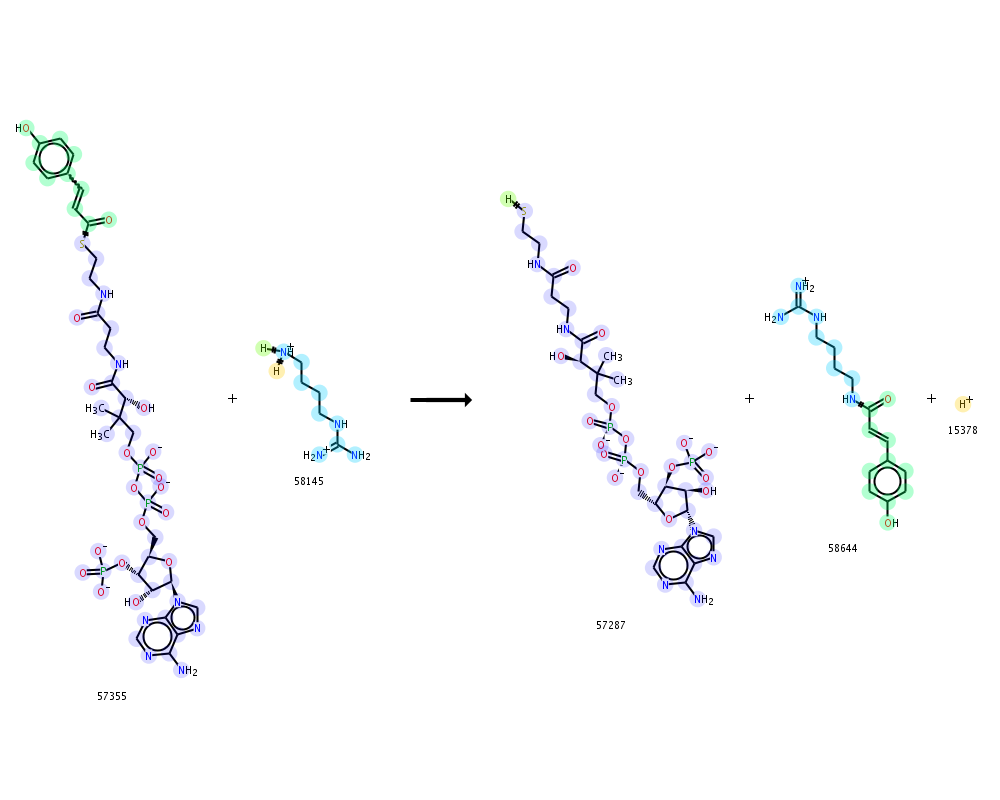 HO
O
S
NH
O
NH
O
OH
H₃C
H₃C
O
O⁻
P
O
O
O⁻
P
O
O
O⁻
O
P
O
O⁻
O
HO
N
N
N
N
N
NH₂
57355
+
H
NH⁺
H
NH
H₂N⁺
NH₂
58145
H
S
HN
O
HN
O
HO
CH₃
CH₃
O
O
P
O⁻
O
O
P
O⁻
O
O⁻
P
O⁻
O
O
OH
O
N
N
N
N
N
NH₂
57287
+
NH₂⁺
H₂N
NH
HN
O
OH
58644
+
H⁺
15378